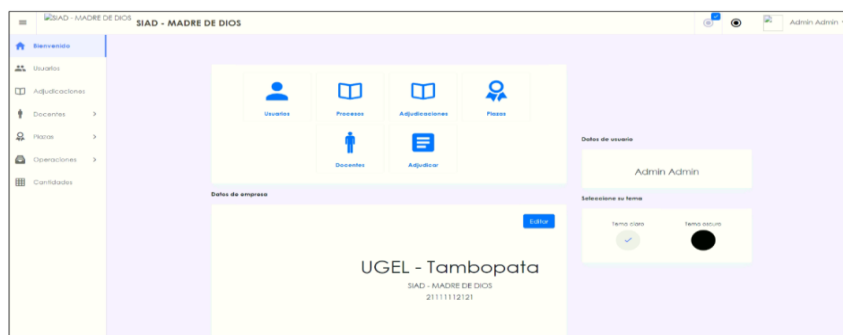 SIAD - MADRE DE DIOS SIAD - MADRE DE DIOS
Admin Admin
Bienvenido
Usuarios
Adjudicaciones
Docentes
Plazas
Operaciones
Cantidades
Usuarios Procesos Adjudicaciones Plazas
Docentes Adjudicar
Datos de empresa
Editar
UGEL - Tambopata
SIAD - MADRE DE DIOS
21111112121
Datos de usuario
Admin Admin
Seleccione su tema
Tema claro Tema oscuro